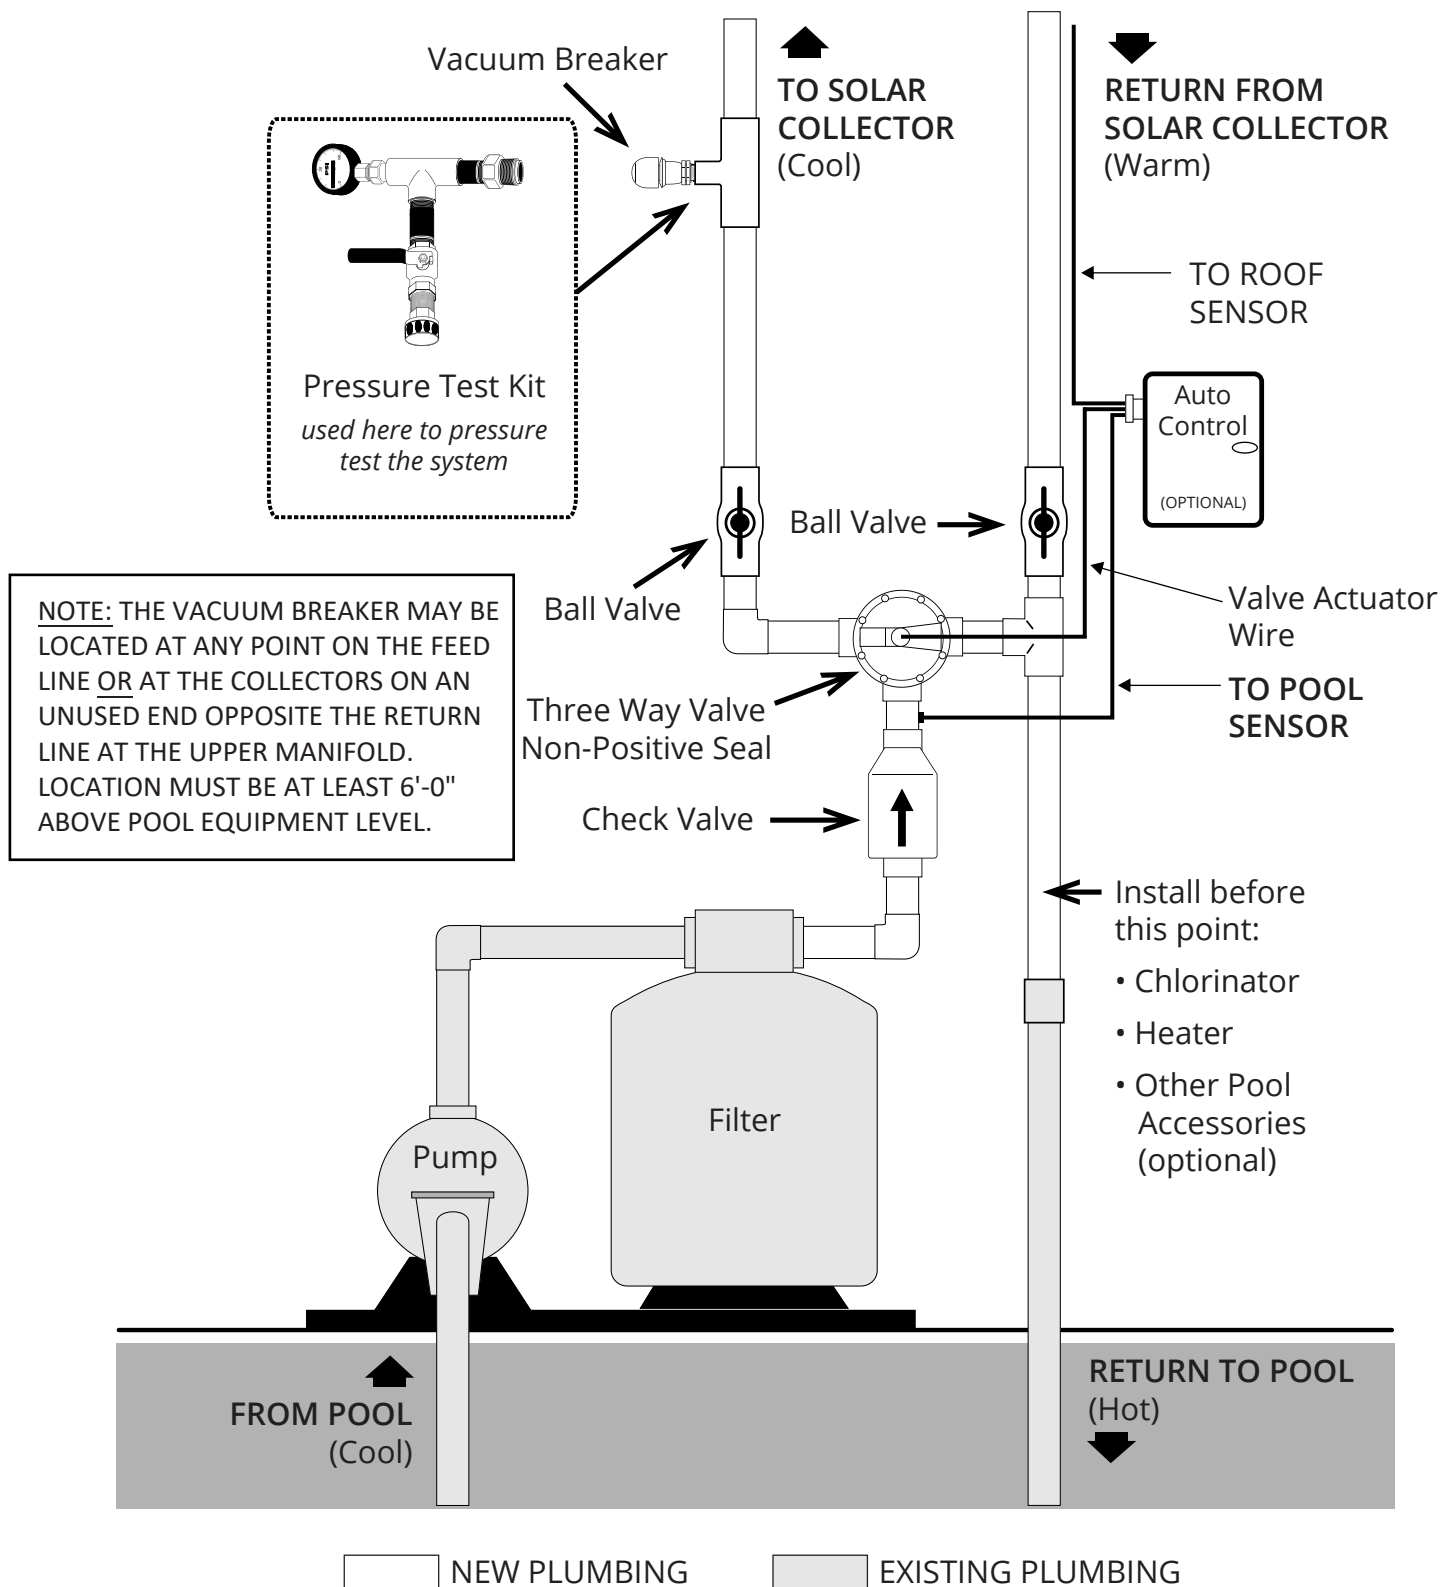 Vacuum Breaker
TO SOLAR
COLLECTOR
(Cool)
RETURN FROM
SOLAR COLLECTOR
(Warm)
Pressure Test Kit
used here to pressure
test the system
TO ROOF
SENSOR
Auto
Control
(OPTIONAL)
Ball Valve
Ball Valve
Valve Actuator
Wire
NOTE: THE VACUUM BREAKER MAY BE
LOCATED AT ANY POINT ON THE FEED
LINE OR AT THE COLLECTORS ON AN
UNUSED END OPPOSITE THE RETURN
LINE AT THE UPPER MANIFOLD.
LOCATION MUST BE AT LEAST 6'-0"
ABOVE POOL EQUIPMENT LEVEL.
Three Way Valve
Non-Positive Seal
TO POOL
SENSOR
Check Valve
Install before
this point:
• Chlorinator
• Heater
• Other Pool
Accessories
(optional)
Filter
Pump
FROM POOL
(Cool)
RETURN TO POOL
(Hot)
NEW PLUMBING
EXISTING PLUMBING